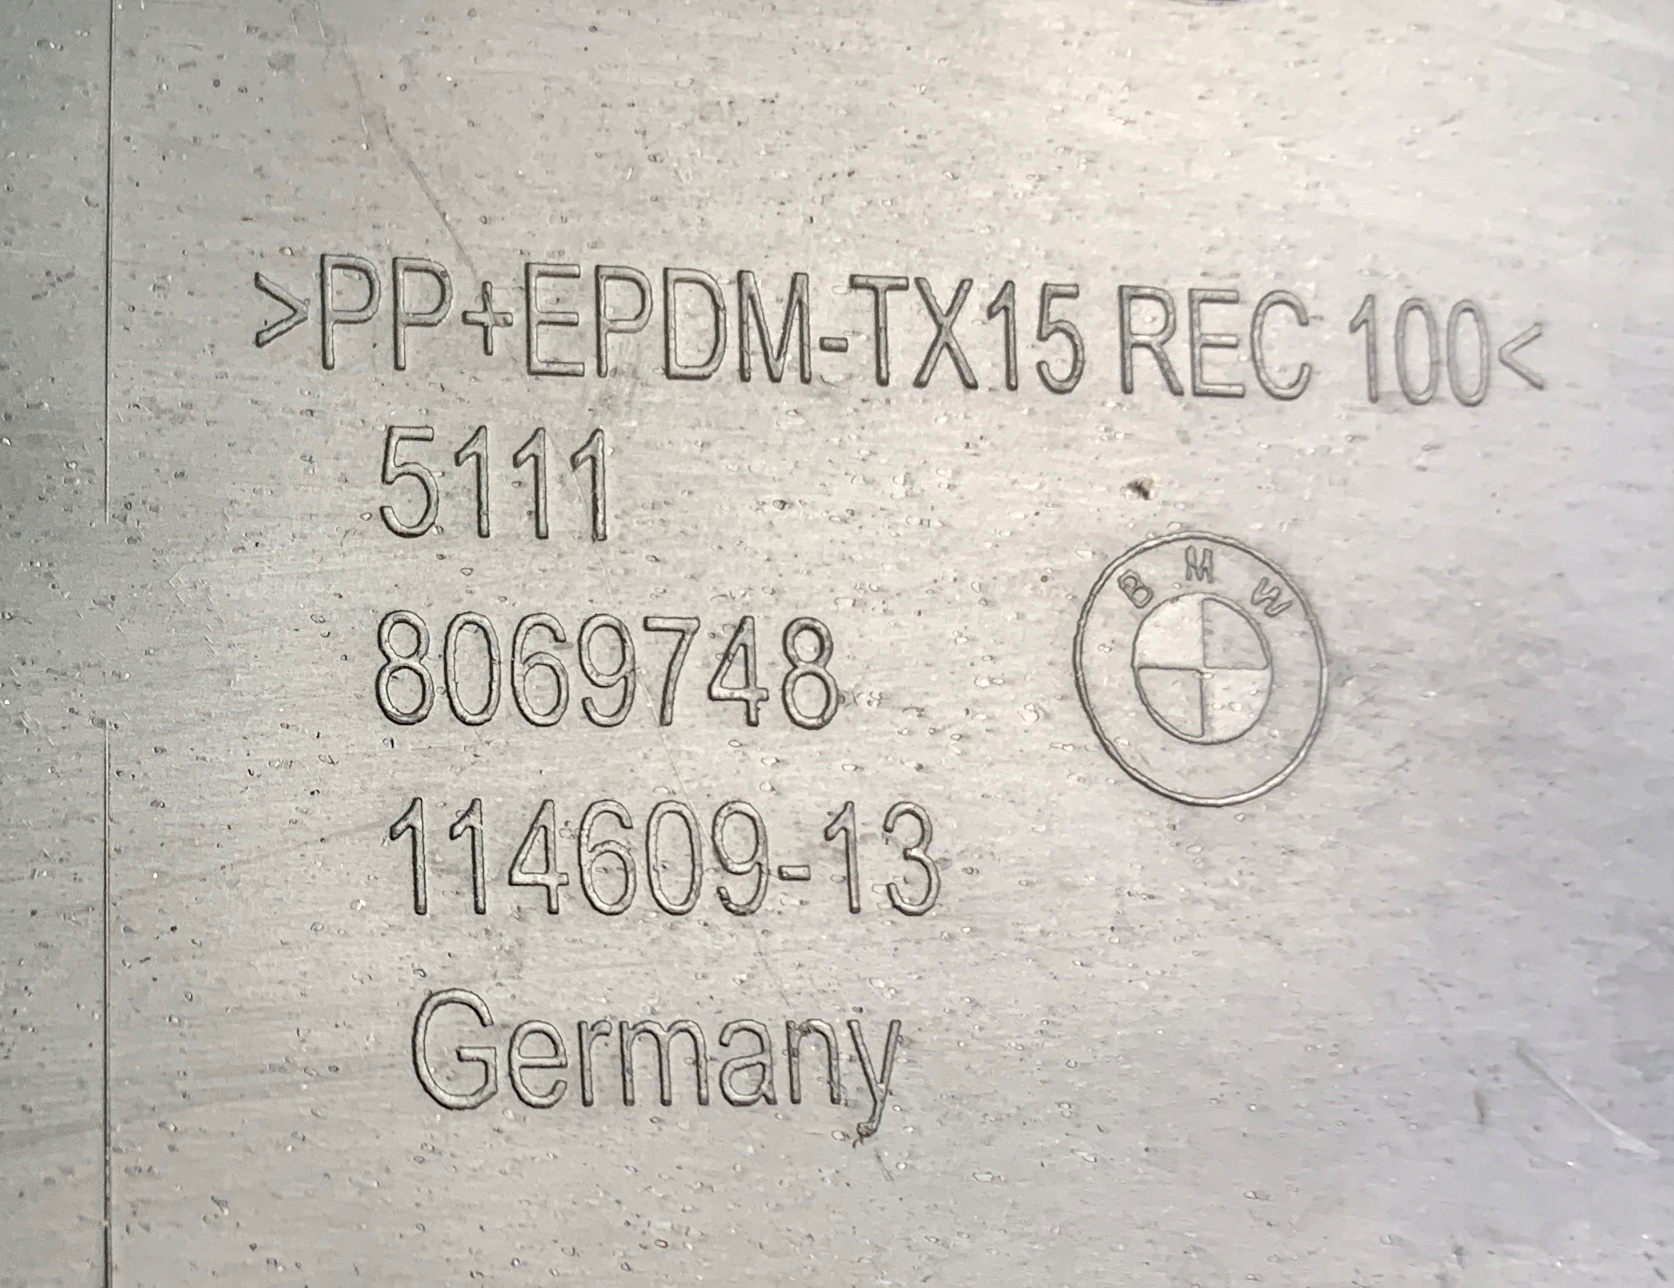 >PP+EPDM-TX15 REC 100<
5111
8069748
BMW
114609-13
Germany